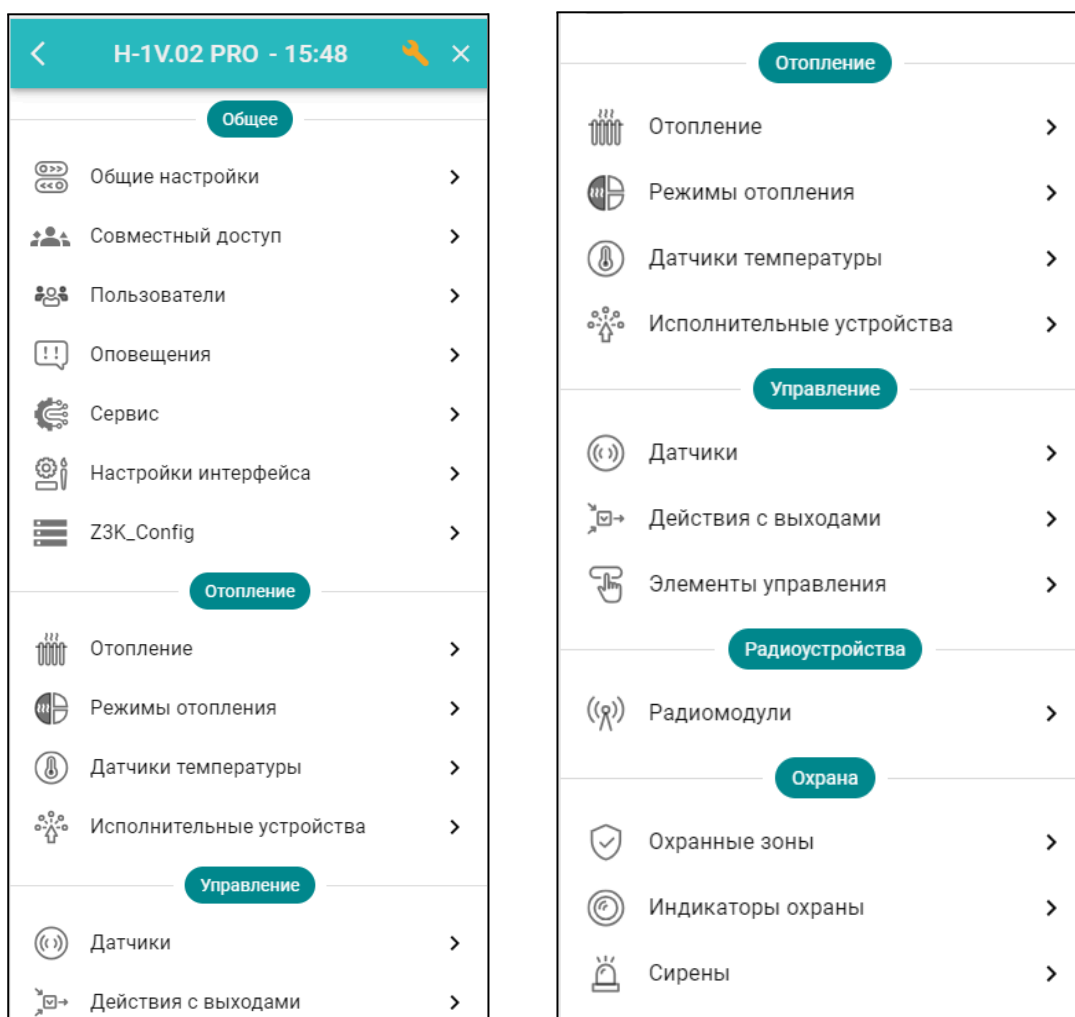 H-1V.02 PRO - 15:48
Общее
Общие настройки
Совместный доступ
Пользователи
Оповещения
Сервис
Настройки интерфейса
Z3K_Config
Отопление
Отопление
Режимы отопления
Датчики температуры
Исполнительные устройства
Управление
Датчики
Действия с выходами
Отопление
Отопление
Режимы отопления
Датчики температуры
Исполнительные устройства
Управление
Датчики
Действия с выходами
Элементы управления
Радиоустройства
Радиомодули
Охрана
Охранные зоны
Индикаторы охраны
Сирены